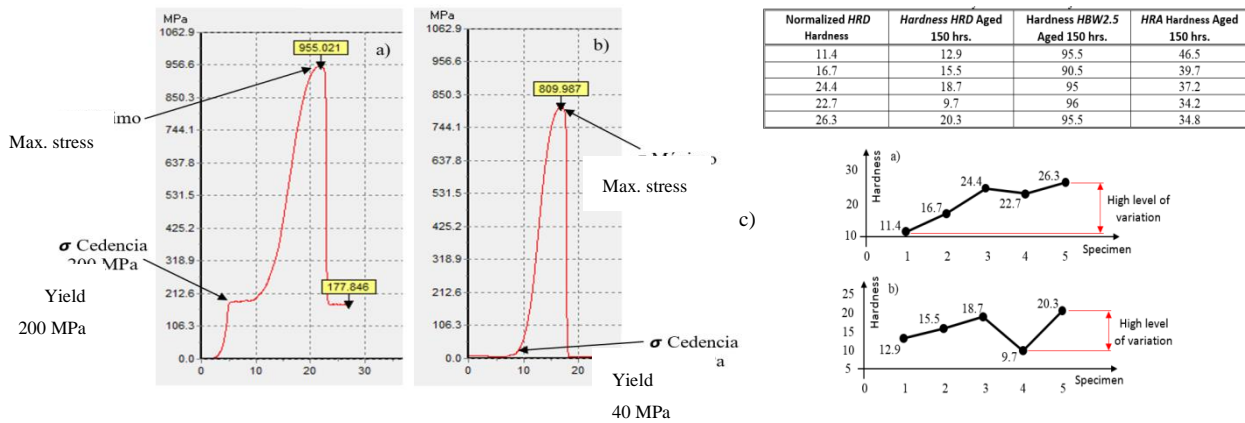 MPa
1062.9
956.6
850.3
744.1
637.8
531.5
425.2
318.9
212.6
106.3
0.0
0
10
20
30
a)
955.021
177.846
imo
Max. stress
σ Cedencia
200 MPa
Yield
200 MPa
MPa
1062.9
956.6
850.3
744.1
637.8
531.5
425.2
318.9
212.6
106.3
0.0
0
10
20
b)
809.987
Max. stress
σ Cedencia
Yield
40 MPa
c)
Normalized HRD Hardness HRD Aged Hardness HBW2.5 HRA Hardness Aged
Hardness 150 hrs. Aged 150 hrs. 150 hrs.
11.4 12.9 95.5 46.5
16.7 15.5 90.5 39.7
24.4 18.7 95 37.2
22.7 9.7 96 34.2
26.3 20.3 95.5 34.8
a)
Hardness
30
20
10
0
11.4
16.7
24.4
22.7
26.3
High level of
variation
1 2 3 4 5
Specimen
b)
Hardness
25
20
15
10
5
0
12.9
15.5
18.7
9.7
20.3
High level
of variation
1 2 3 4 5
Specimen